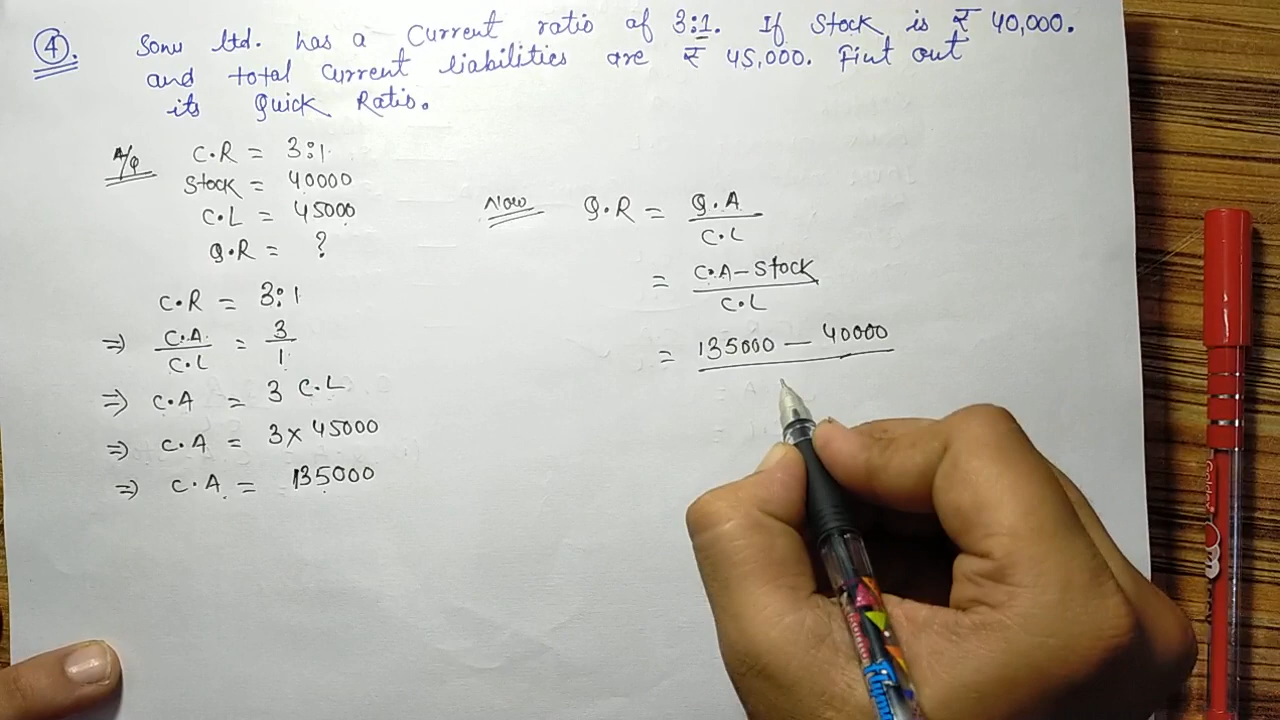 ④. Sonu Ltd. has a Current ratio of 3:1. If Stock is ₹ 40,000.
and total Current liabilities are ₹ 45,000. Fint out
its Quick Ratio.
A/Q C.R = 3:1
Stock = 40000
C.L = 45000
Q.R = ?
C.R = 3:1
⇒ C.A./C.L = 3/1
⇒ C.A = 3 C.L
⇒ C.A = 3 × 45000
⇒ C.A. = 135000
Now Q.R = Q.A/C.L
= C.A - Stock/C.L
= 135000 — 40000